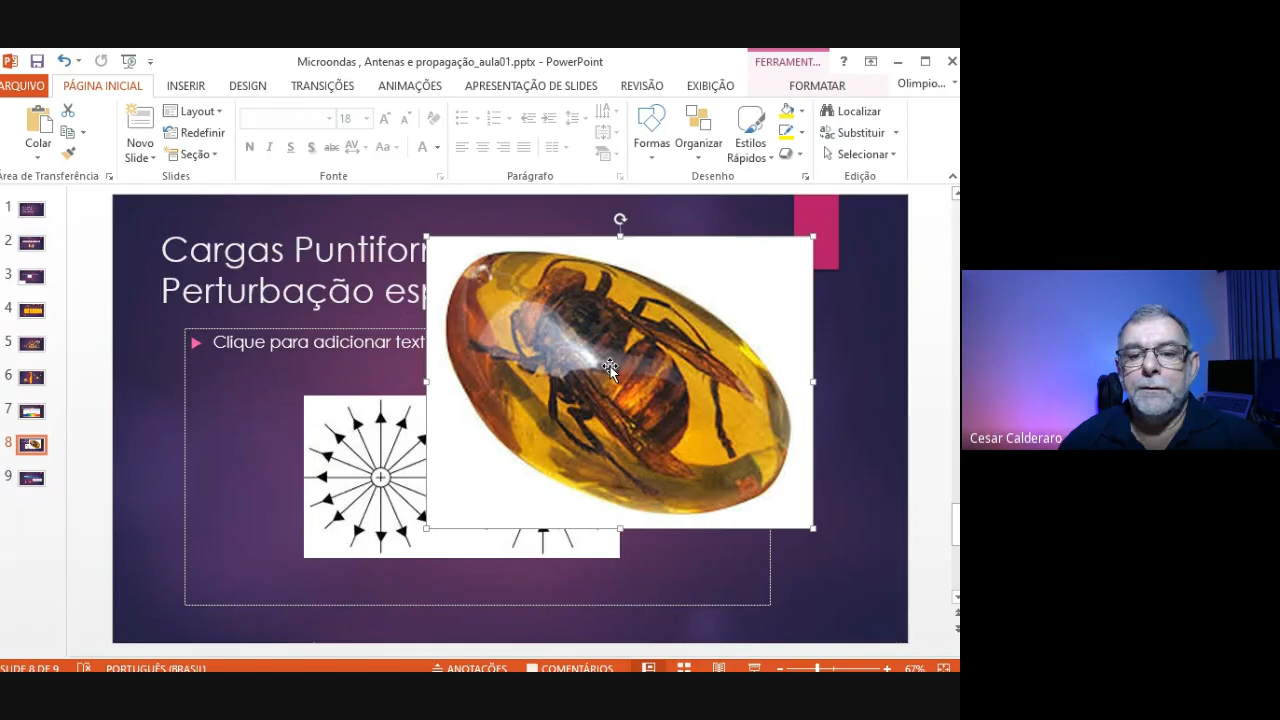 Microondas , Antenas e propagação_aula01.pptx - PowerPoint
FERRAMENT...
ARQUIVO
PÁGINA INICIAL
INSERIR
DESIGN
TRANSIÇÕES
ANIMAÇÕES
APRESENTAÇÃO DE SLIDES
REVISÃO
EXIBIÇÃO
FORMATAR
Olimpio...
Colar
Novo
Slide
Layout
Redefinir
Seção
18
N I S S abc AV Aa A
Formas
Organizar
Estilos
Rápidos
Localizar
Substituir
Selecionar
Área de Transferência
Slides
Fonte
Parágrafo
Desenho
Edição
1
2
3
4
5
6
7
8
9
Cargas Puntifor
Perturbação esp
Clique para adicionar text
Cesar Calderaro
SLIDE 8 DE 9
PORTUGUÊS (BRASIL)
ANOTAÇÕES
COMENTÁRIOS
67%